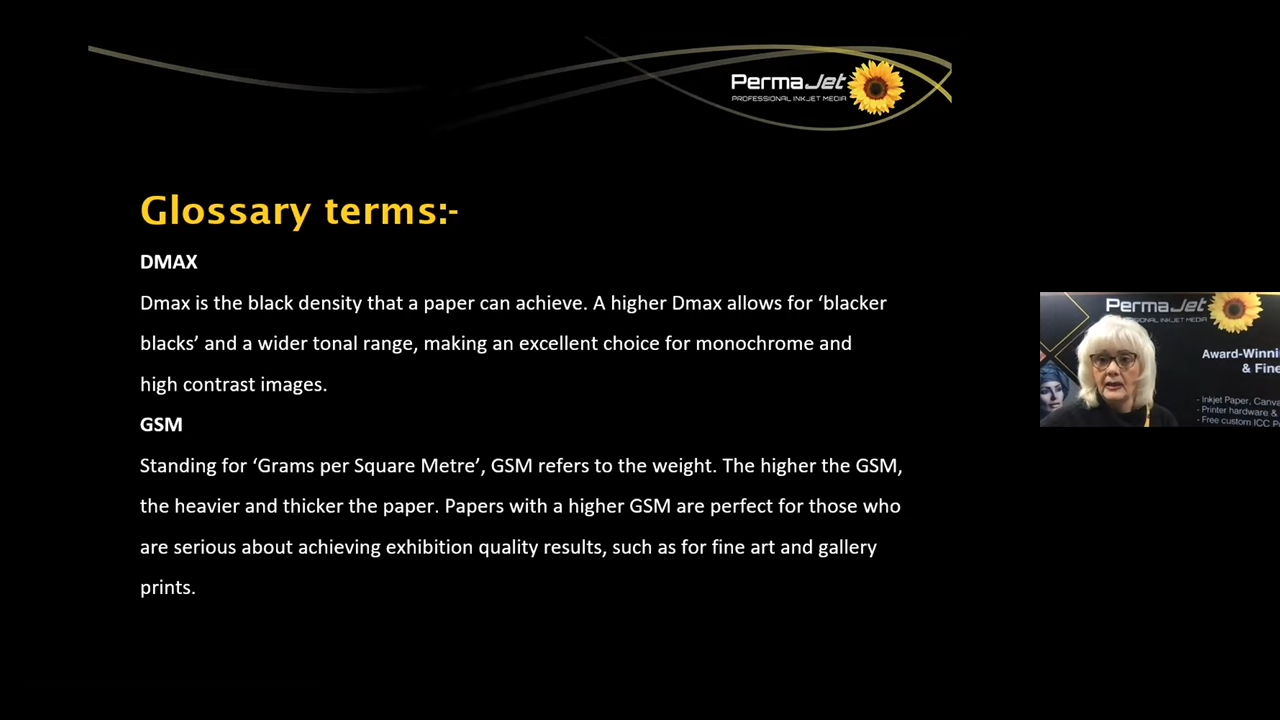 PermaJet
PROFESSIONAL INKJET MEDIA
Glossary terms:-
DMAX
Dmax is the black density that a paper can achieve. A higher Dmax allows for ‘blacker
blacks’ and a wider tonal range, making an excellent choice for monochrome and
high contrast images.
GSM
Standing for ‘Grams per Square Metre’, GSM refers to the weight. The higher the GSM,
the heavier and thicker the paper. Papers with a higher GSM are perfect for those who
are serious about achieving exhibition quality results, such as for fine art and gallery
prints.
PermaJet
INKJET MEDIA
Award-Winni
& Fine
- Inkjet Paper, Canva
- Printer hardware &
- Free custom ICC P